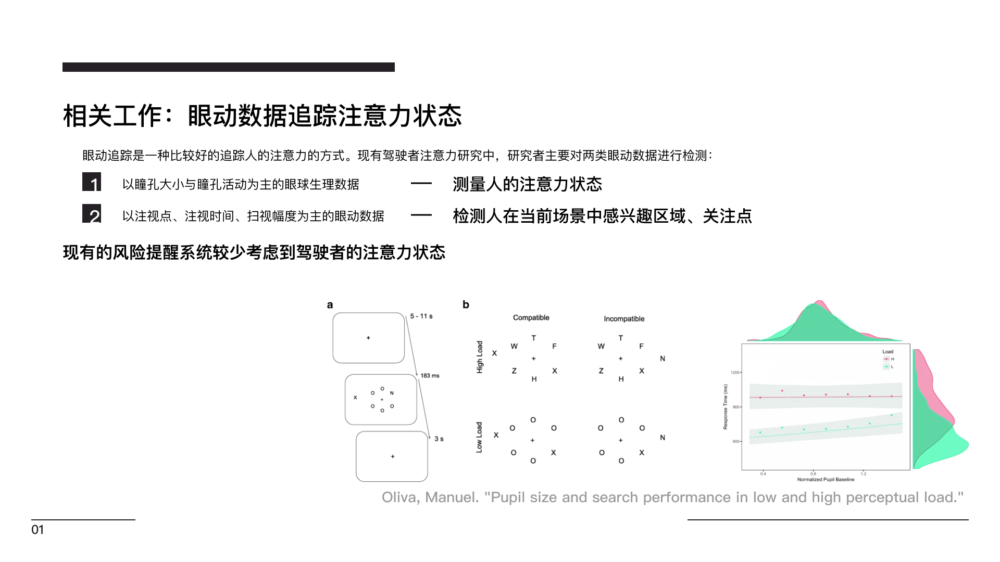 相关工作：眼动数据追踪注意力状态
眼动追踪是一种比较好的追踪人的注意力的方式。现有驾驶者注意力研究中，研究者主要对两类眼动数据进行检测：
1 以瞳孔大小与瞳孔活动为主的眼球生理数据 — 测量人的注意力状态
2 以注视点、注视时间、扫视幅度为主的眼动数据 — 检测人在当前场景中感兴趣区域、关注点
现有的风险提醒系统较少考虑到驾驶者的注意力状态
a
5 - 11 s
+
183 ms
O
O N
X
+
O O
O
3 s
+
b
Compatible Incompatible
High Load
T
W F
X
+
Z X
H
T
W F
N
+
Z X
H
Low Load
O
O O
X
+
O X
O
O
O O
N
+
O X
O
Load
H
L
Response Time (ms)
1200
900
600
0.4 0.8 1.2
Normalized Pupil Baseline
Oliva, Manuel. "Pupil size and search performance in low and high perceptual load."
01